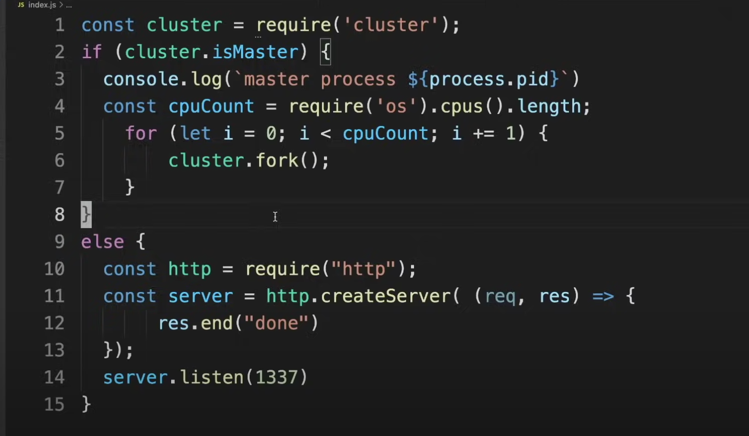 JS index.js > ...
1 const cluster = require('cluster');
2 if (cluster.isMaster) {
3 console.log(`master process ${process.pid}`)
4 const cpuCount = require('os').cpus().length;
5 for (let i = 0; i < cpuCount; i += 1) {
6 cluster.fork();
7 }
8 }
9 else {
10 const http = require("http");
11 const server = http.createServer( (req, res) => {
12 res.end("done")
13 });
14 server.listen(1337)
15 }